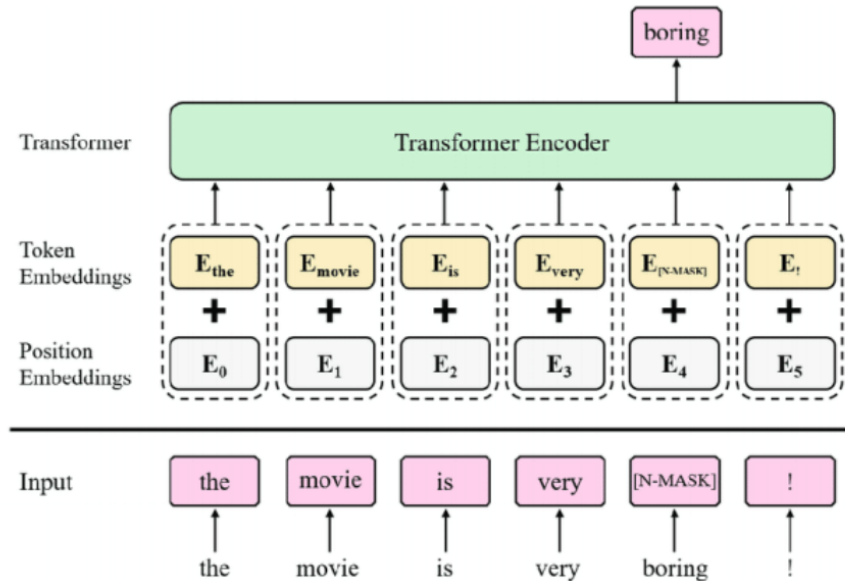 boring
Transformer Transformer Encoder
Token Embeddings E_the E_movie E_is E_very E_[N-MASK] E_!
+ + + + + +
Position Embeddings E_0 E_1 E_2 E_3 E_4 E_5
Input the movie is very [N-MASK] !
the movie is very boring !